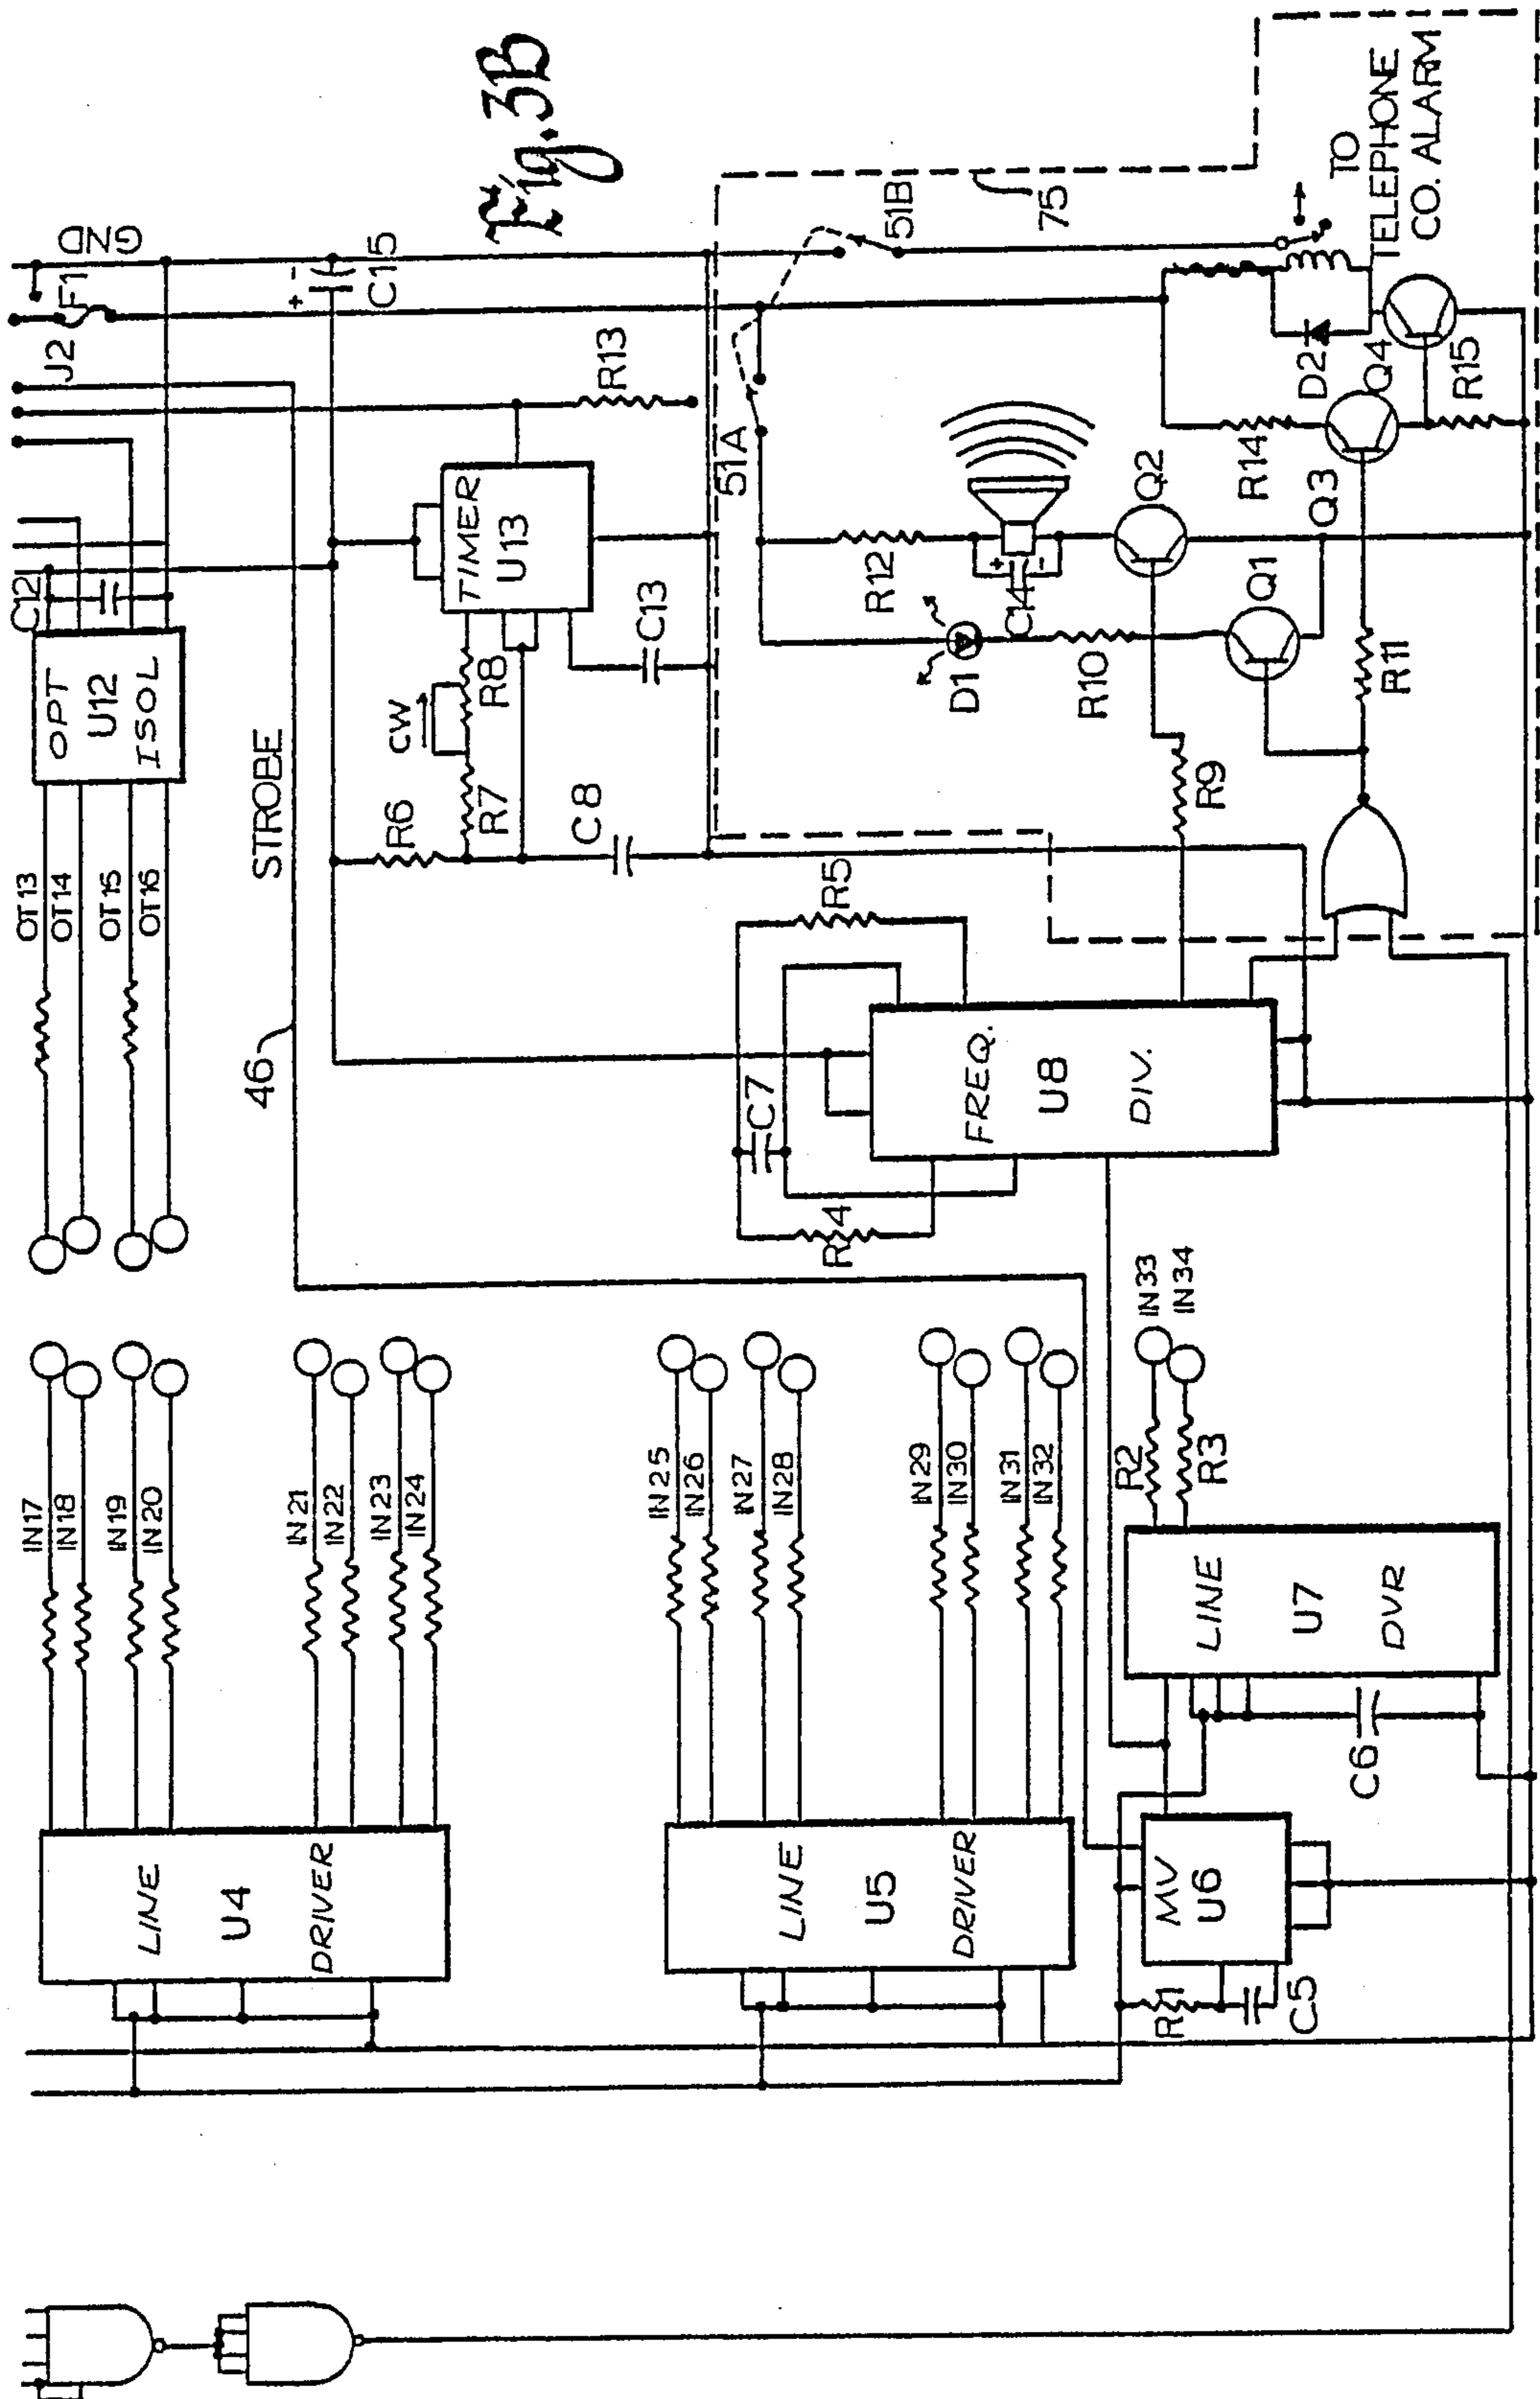 Fig. 3B
GND
F1
J2
+ -
C15
C12
OPT
U12
ISOL
OT13
OT14
OT15
OT16
STROBE
46
TIMER
U13
R13
CW
R8
R7
R6
C8
C13
51A
51B
75
TO
TELEPHONE
CO. ALARM
D2
Q4
R15
R14
Q3
Q2
R12
+ -
C14
D1
R10
Q1
R11
R9
R5
C7
R4
FREQ.
U8
DIV.
IN17
IN18
IN19
IN20
IN21
IN22
IN23
IN24
LINE
U4
DRIVER
IN25
IN26
IN27
IN28
IN29
IN30
IN31
IN32
LINE
U5
DRIVER
IN33
IN34
R2
R3
LINE
U7
DVR
C6
MV
U6
R1
C5